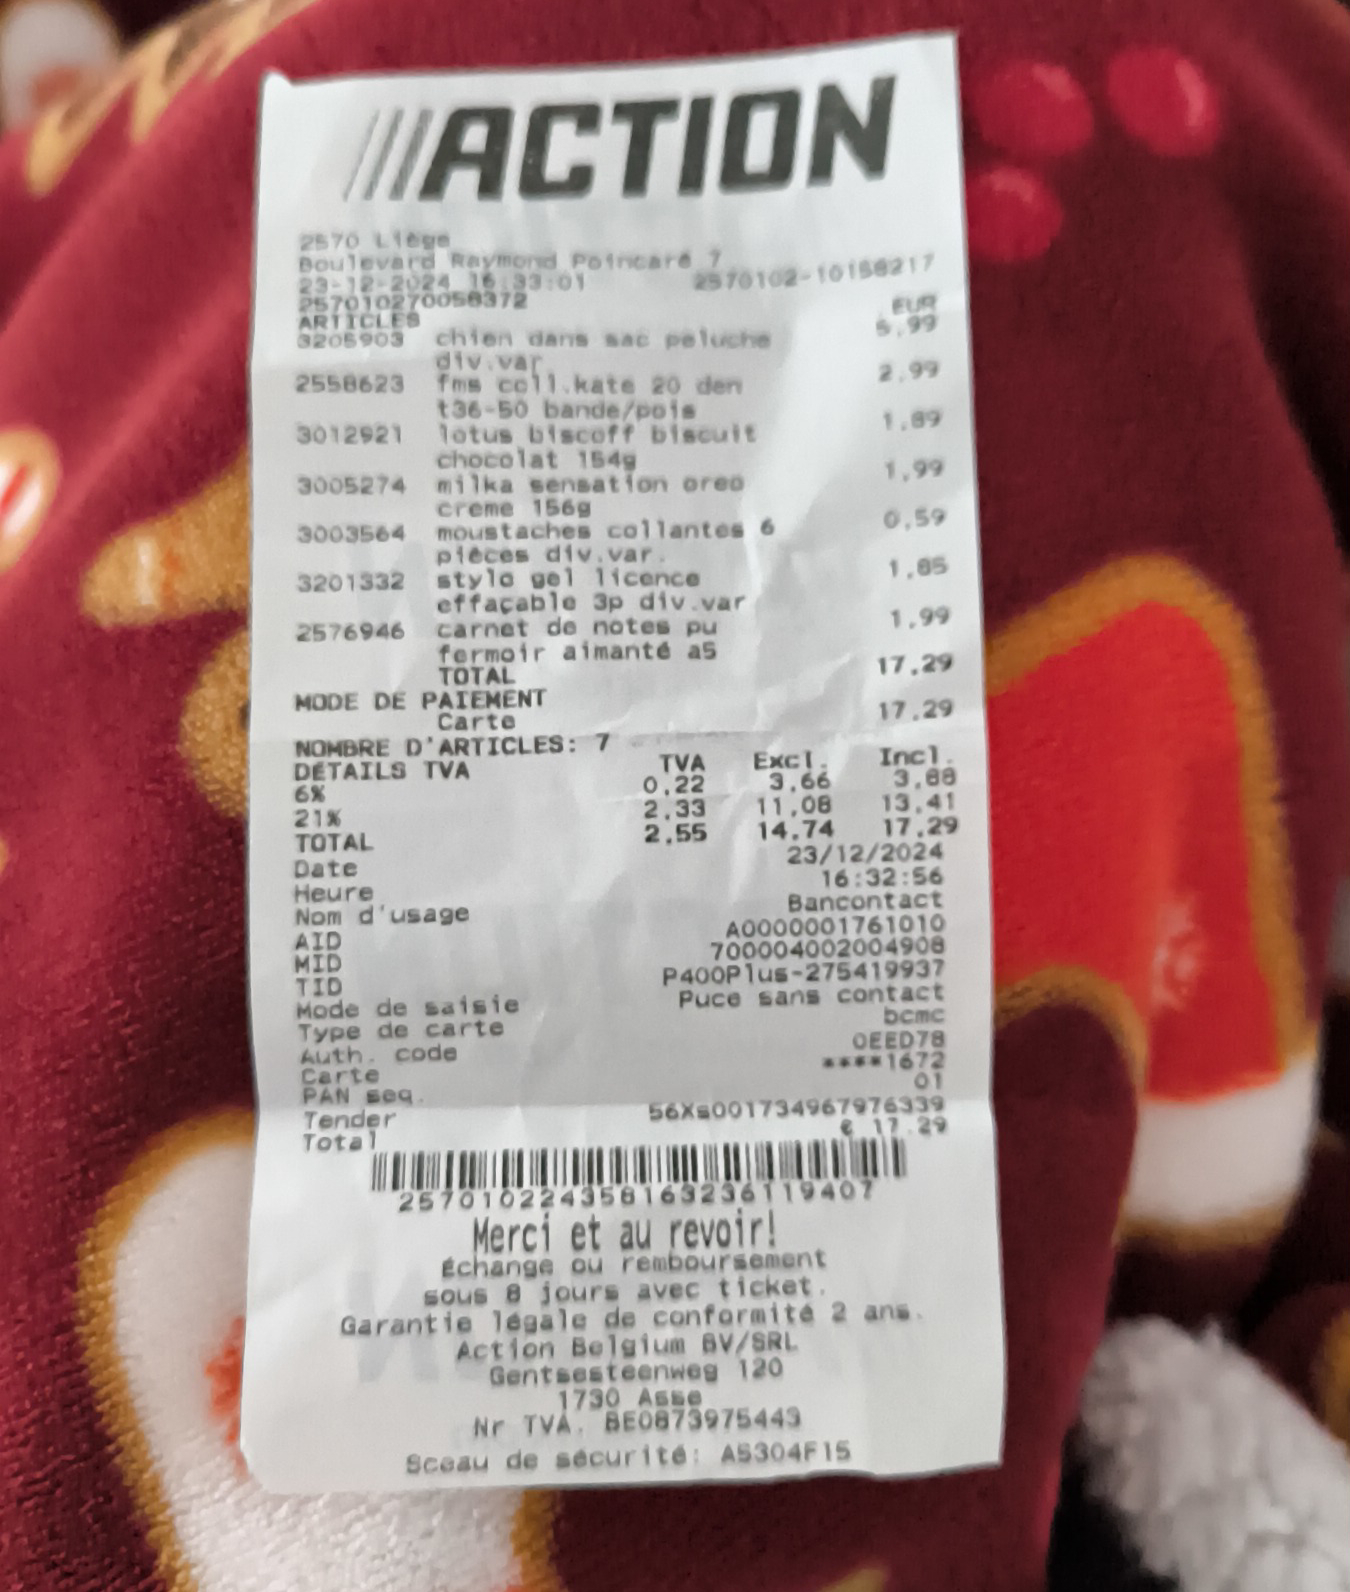 ACTION
2570 Liège
Boulevard Raymond Poincaré 7
23-12-2024 16:33:01 2570102-10158217
257010270058372
ARTICLES EUR
3205903 chien dans sac peluche 5,99
div.var
2558623 fms coll.kate 20 den 2,99
t36-50 bande/pois
3012921 lotus biscoff biscuit 1,89
chocolat 154g
3005274 milka sensation oreo 1,99
creme 156g
3003564 moustaches collantes 6 0,59
pièces div.var.
3201332 stylo gel licence 1,85
effaçable 3p div.var
2576946 carnet de notes pu 1,99
fermoir aimanté a5
TOTAL 17,29
MODE DE PAIEMENT
Carte 17,29
NOMBRE D'ARTICLES: 7
DÉTAILS TVA TVA Excl. Incl.
6% 0,22 3,66 3,88
21% 2,33 11,08 13,41
TOTAL 2,55 14,74 17,29
Date 23/12/2024
Heure 16:32:56
Nom d'usage Bancontact
AID A0000001761010
MID 700004002004908
TID P400Plus-275419937
Mode de saisie Puce sans contact
Type de carte bcmc
Auth. code 0EED78
Carte ****1672
PAN seq. 01
Tender 56Xs001734967976339
Total € 17.29
2570102243581632361​19407
Merci et au revoir!
Échange ou remboursement
sous 8 jours avec ticket.
Garantie légale de conformité 2 ans.
Action Belgium BV/SRL
Gentsesteenweg 120
1730 Asse
Nr TVA. BE0873975443
Sceau de sécurité: A5304F15